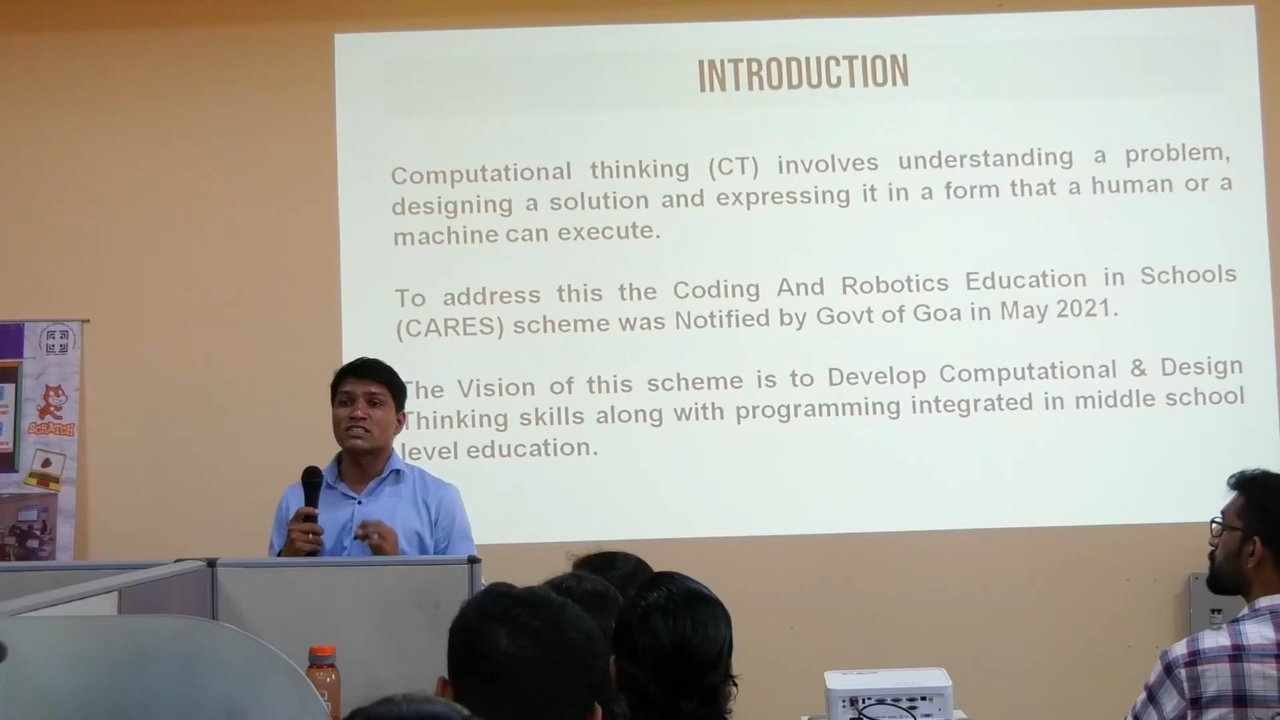 INTRODUCTION
Computational thinking (CT) involves understanding a problem,
designing a solution and expressing it in a form that a human or a
machine can execute.
To address this the Coding And Robotics Education in Schools
(CARES) scheme was Notified by Govt of Goa in May 2021.
The Vision of this scheme is to Develop Computational & Design
Thinking skills along with programming integrated in middle school
level education.
SCRATCH